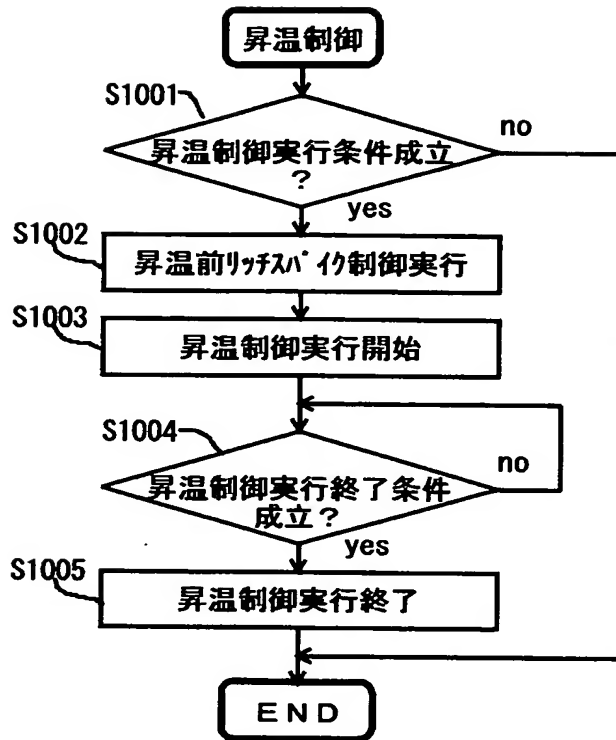 昇温制御
S1001
no
昇温制御実行条件成立
？
yes
S1002
昇温前ﾘｯﾁｽﾊﾟｲｸ制御実行
S1003
昇温制御実行開始
S1004
no
昇温制御実行終了条件
成立？
yes
S1005
昇温制御実行終了
ＥＮＤ